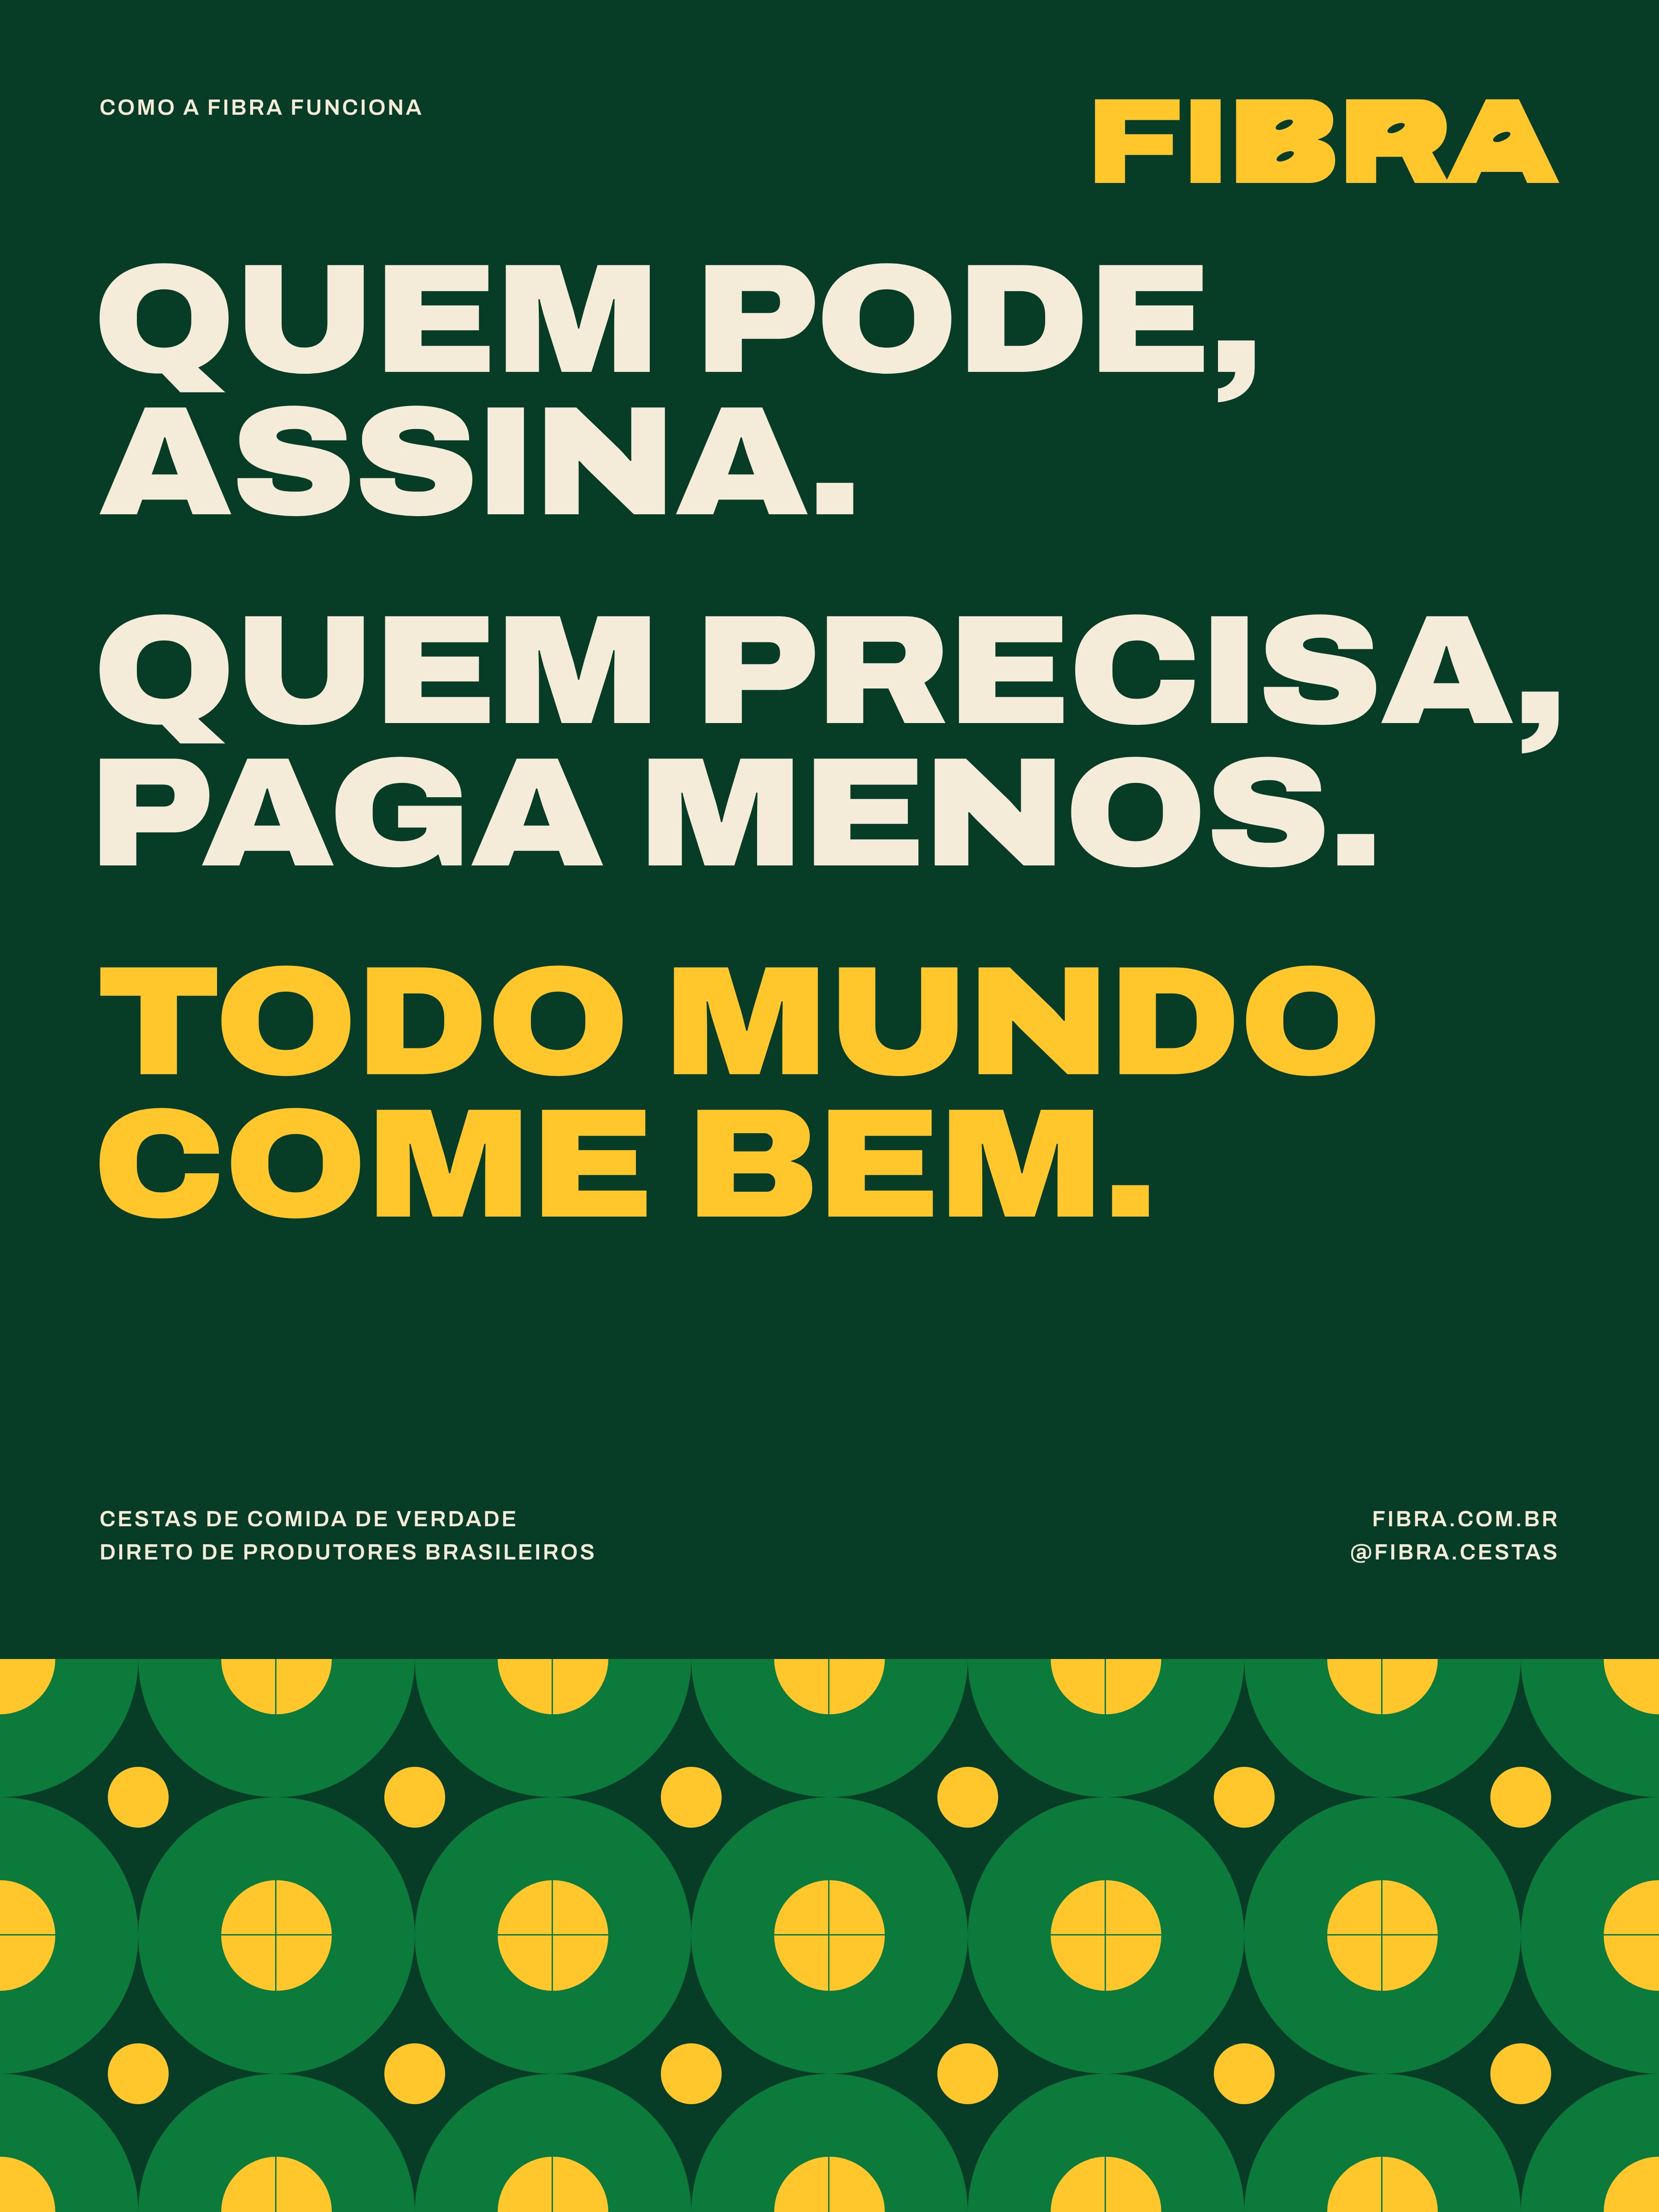 COMO A FIBRA FUNCIONA
FIBRA
QUEM PODE,
ASSINA.
QUEM PRECISA,
PAGA MENOS.
TODO MUNDO
COME BEM.
CESTAS DE COMIDA DE VERDADE
DIRETO DE PRODUTORES BRASILEIROS
FIBRA.COM.BR
@FIBRA.CESTAS